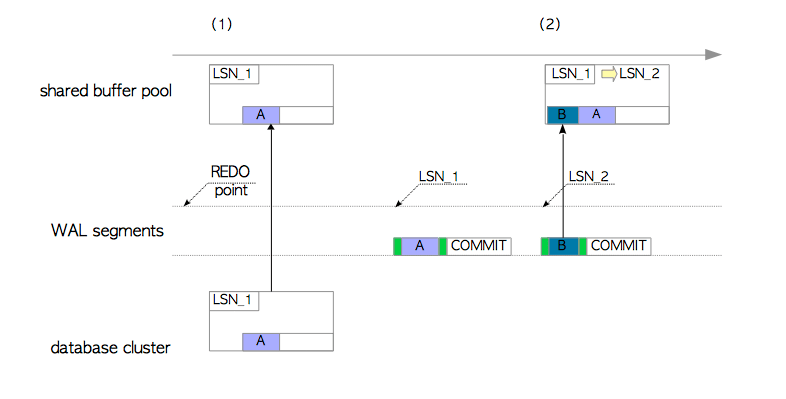 (1)
(2)
LSN_1
LSN_1 LSN_2
shared buffer pool
A
B A
REDO
point
LSN_1
LSN_2
WAL segments
A COMMIT
B COMMIT
LSN_1
A
database cluster